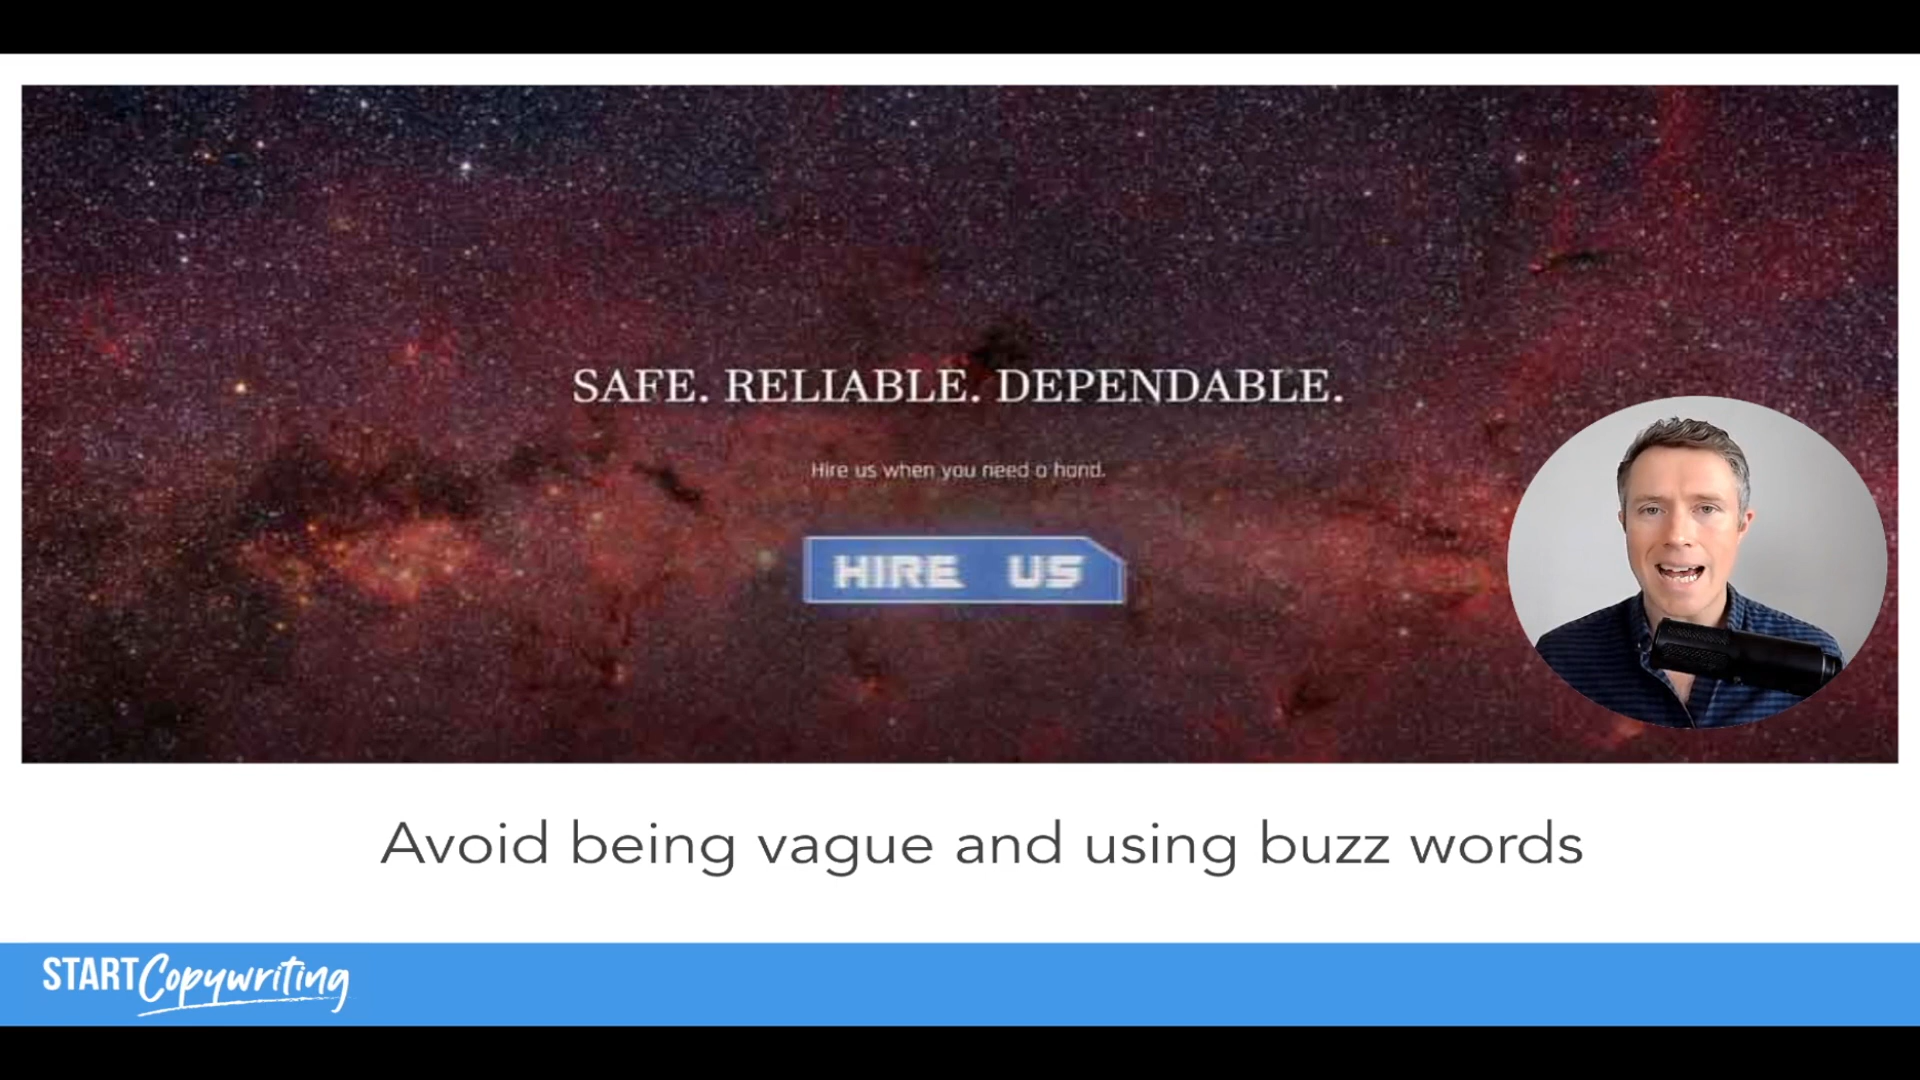 SAFE. RELIABLE. DEPENDABLE.
Hire us when you need a hand.
HIRE US
Avoid being vague and using buzz words
START Copywriting